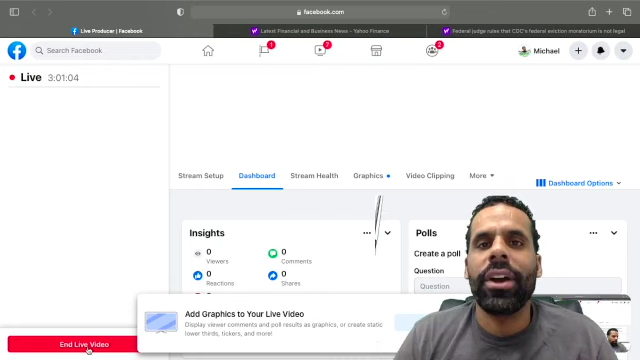 facebook.com
Live Producer | Facebook
Latest Financial and Business News - Yahoo Finance
Federal judge rules that CDC's federal eviction moratorium is not legal
Search Facebook
1
7
2
Michael
Live 3:01:04
Stream Setup
Dashboard
Stream Health
Graphics
Video Clipping
More
Dashboard Options
Insights
0
Viewers
0
Comments
0
Reactions
0
Shares
Polls
Create a poll
Question
Question
Add Graphics to Your Live Video
Display viewer comments and poll results as graphics, or create static
lower thirds, tickers, and more!
End Live Video